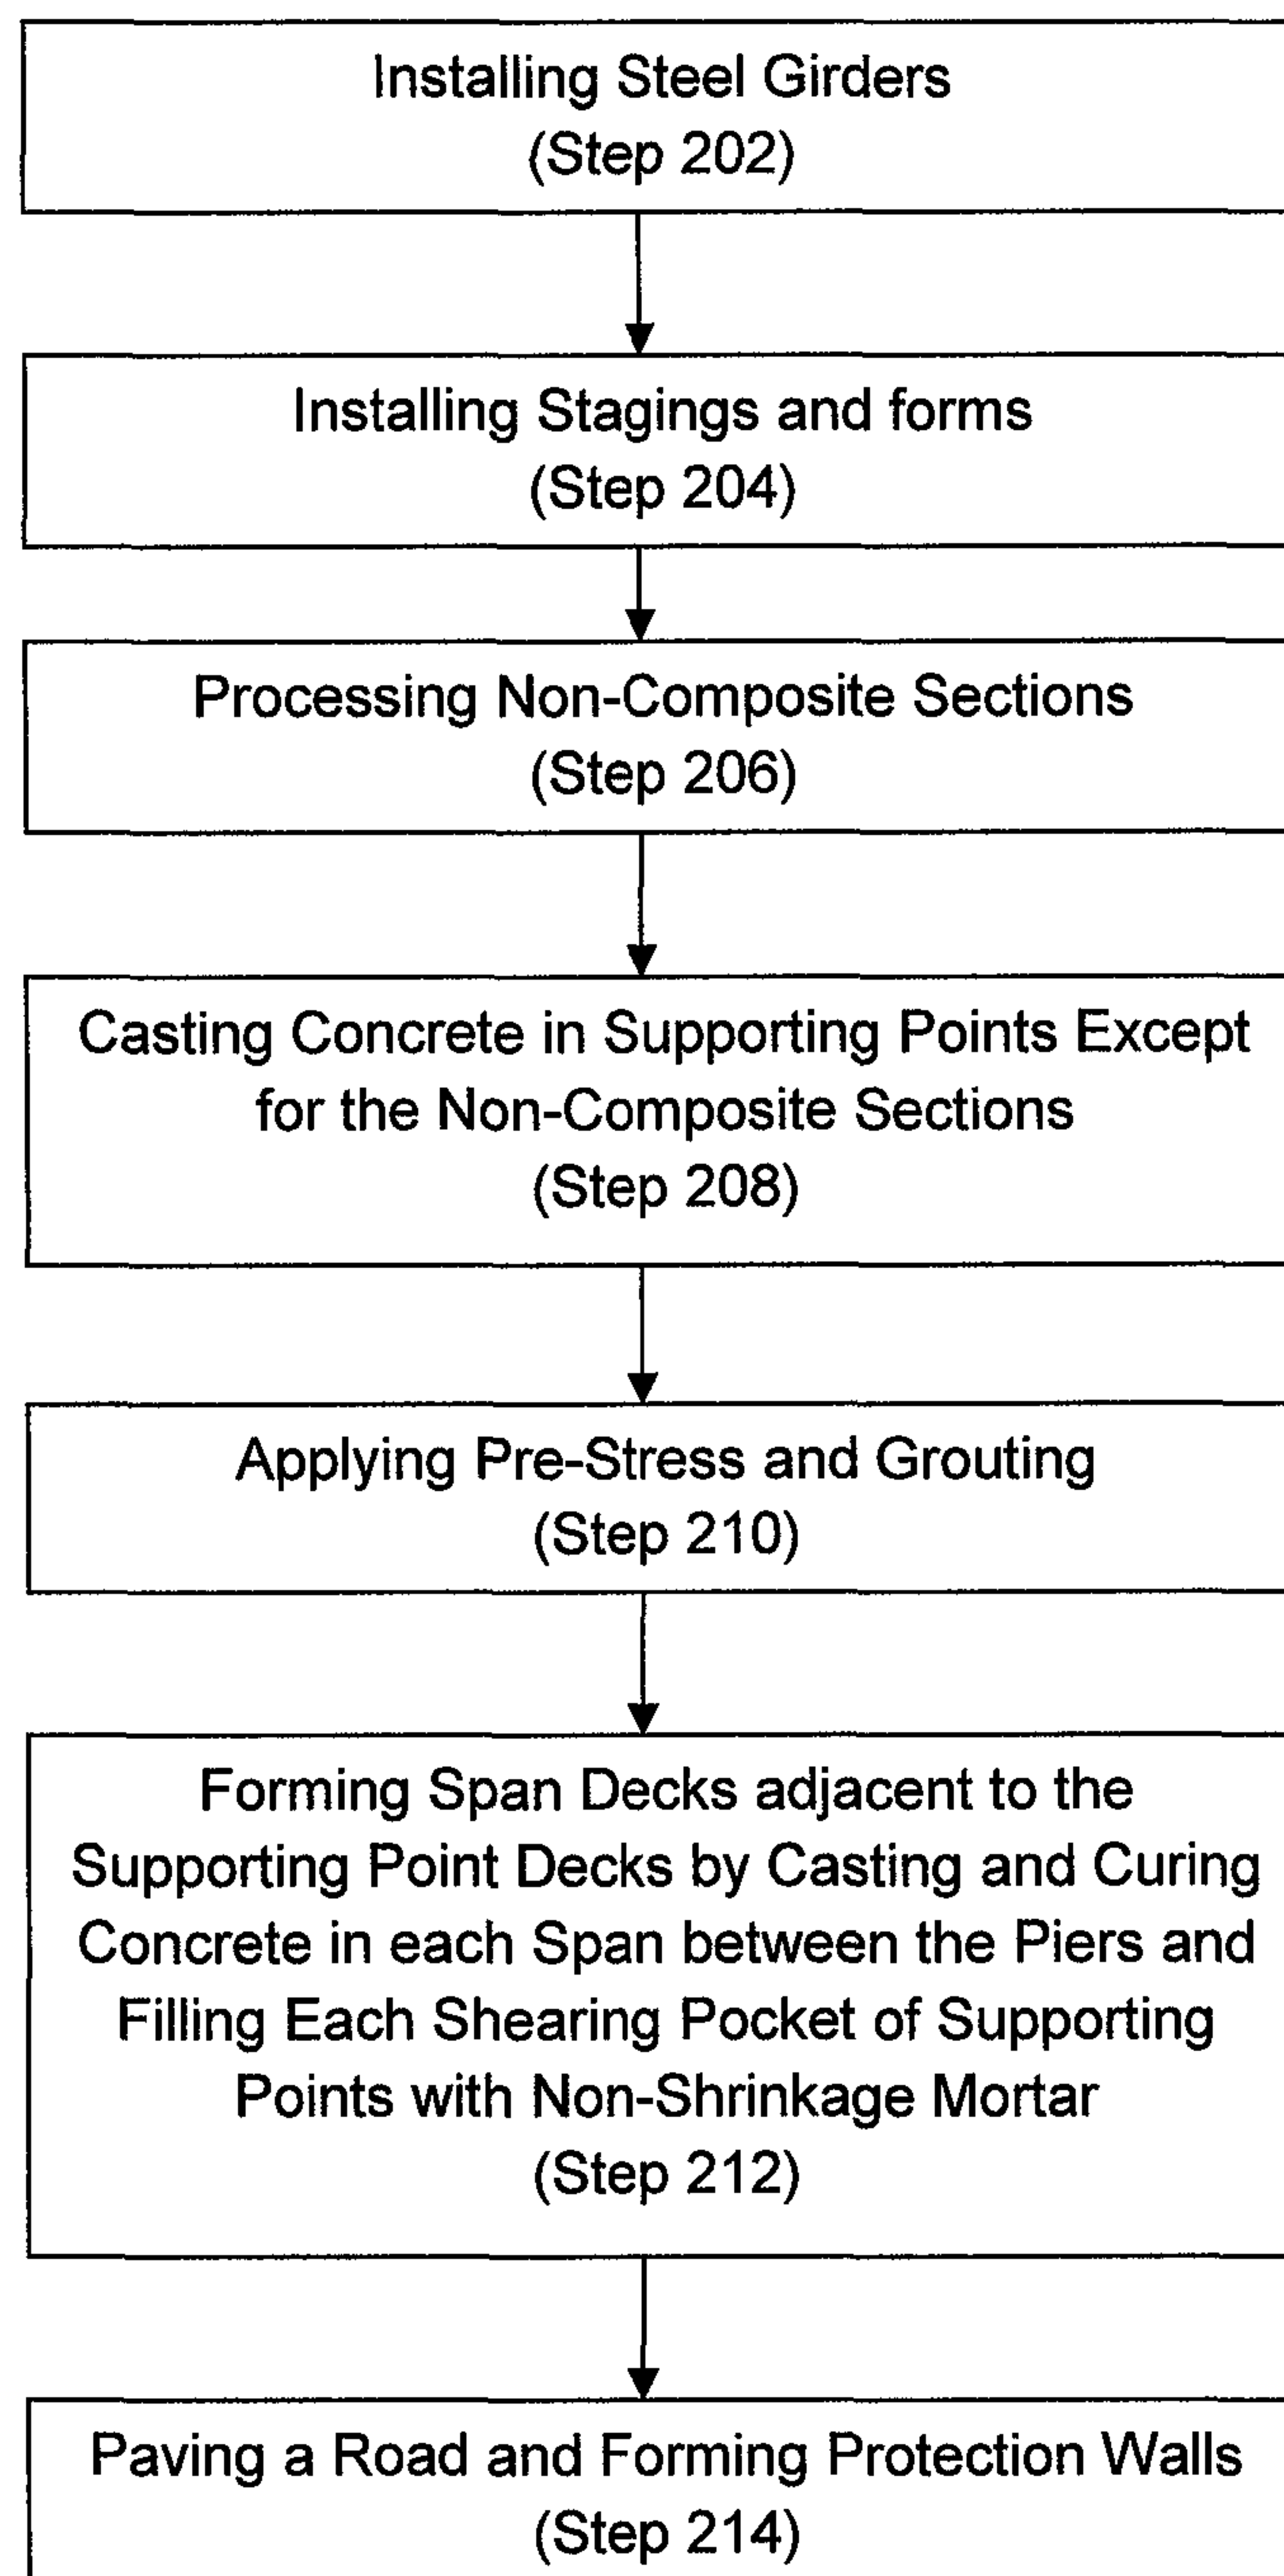 Installing Steel Girders
(Step 202)
Installing Stagings and forms
(Step 204)
Processing Non-Composite Sections
(Step 206)
Casting Concrete in Supporting Points Except
for the Non-Composite Sections
(Step 208)
Applying Pre-Stress and Grouting
(Step 210)
Forming Span Decks adjacent to the
Supporting Point Decks by Casting and Curing
Concrete in each Span between the Piers and
Filling Each Shearing Pocket of Supporting
Points with Non-Shrinkage Mortar
(Step 212)
Paving a Road and Forming Protection Walls
(Step 214)